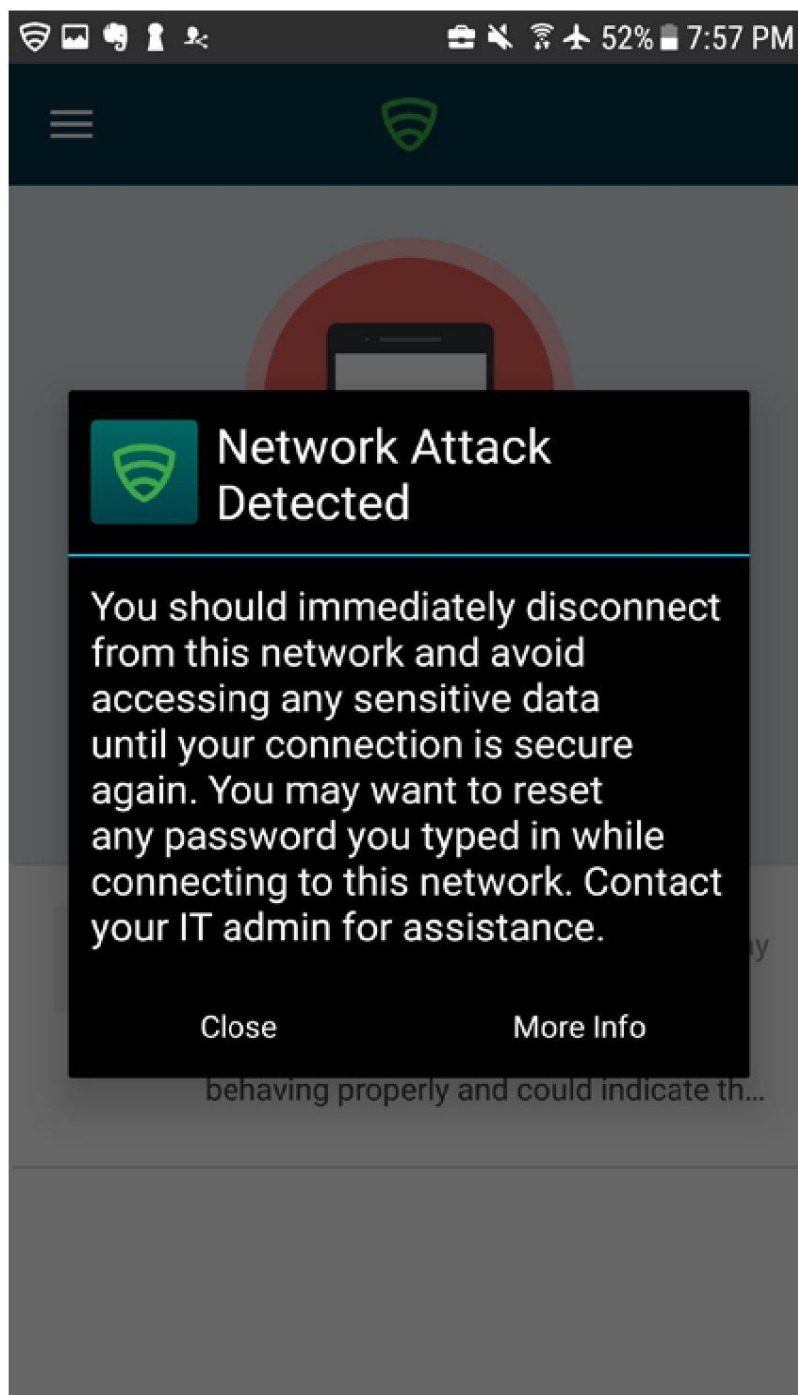 52% 7:57 PM
Network Attack
Detected
You should immediately disconnect
from this network and avoid
accessing any sensitive data
until your connection is secure
again. You may want to reset
any password you typed in while
connecting to this network. Contact
your IT admin for assistance.
Close More Info
behaving properly and could indicate th...